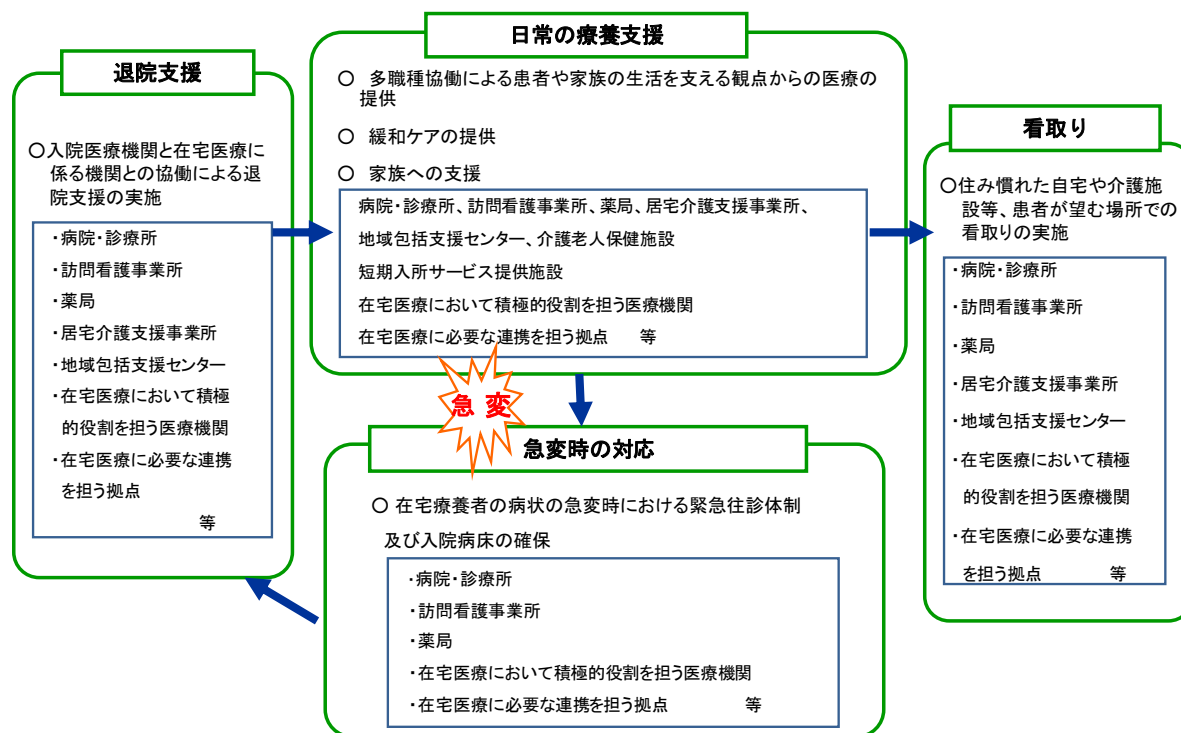 退院支援
○入院医療機関と在宅医療に
係る機関との協働による退
院支援の実施
・病院・診療所
・訪問看護事業所
・薬局
・居宅介護支援事業所
・地域包括支援センター
・在宅医療において積極
的役割を担う医療機関
・在宅医療に必要な連携
を担う拠点
等
日常の療養支援
○ 多職種協働による患者や家族の生活を支える観点からの医療の
提供
○ 緩和ケアの提供
○ 家族への支援
病院・診療所、訪問看護事業所、薬局、居宅介護支援事業所、
地域包括支援センター、介護老人保健施設
短期入所サービス提供施設
在宅医療において積極的役割を担う医療機関
在宅医療に必要な連携を担う拠点 等
急変
急変時の対応
○ 在宅療養者の病状の急変時における緊急往診体制
及び入院病床の確保
・病院・診療所
・訪問看護事業所
・薬局
・在宅医療において積極的役割を担う医療機関
・在宅医療に必要な連携を担う拠点 等
看取り
○住み慣れた自宅や介護施
設等、患者が望む場所での
看取りの実施
・病院・診療所
・訪問看護事業所
・薬局
・居宅介護支援事業所
・地域包括支援センター
・在宅医療において積極
的役割を担う医療機関
・在宅医療に必要な連携
を担う拠点 等